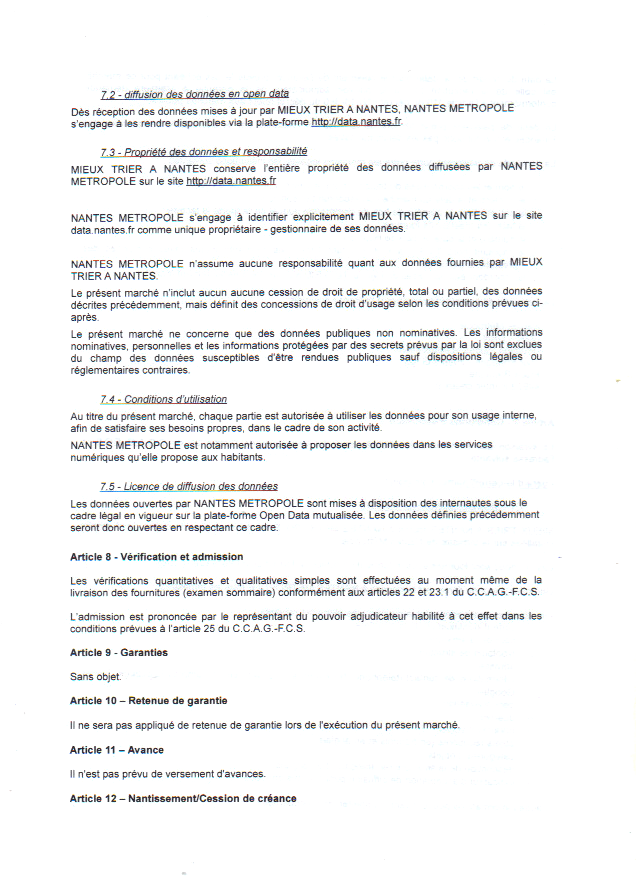 7.2 - diffusion des données en open data
Dès réception des données mises à jour par MIEUX TRIER A NANTES, NANTES METROPOLE
s'engage à les rendre disponibles via la plate-forme http://data.nantes.fr.
7.3 - Propriété des données et responsabilité
MIEUX TRIER A NANTES conserve l'entière propriété des données diffusées par NANTES
METROPOLE sur le site http://data.nantes.fr
NANTES METROPOLE s'engage à identifier explicitement MIEUX TRIER A NANTES sur le site
data.nantes.fr comme unique propriétaire - gestionnaire de ses données.
NANTES METROPOLE n'assume aucune responsabilité quant aux données fournies par MIEUX
TRIER A NANTES.
Le présent marché n'inclut aucun aucune cession de droit de propriété, total ou partiel, des données
décrites précédemment, mais définit des concessions de droit d'usage selon les conditions prévues ci-
après.
Le présent marché ne concerne que des données publiques non nominatives. Les informations
nominatives, personnelles et les informations protégées par des secrets prévus par la loi sont exclues
du champ des données susceptibles d'être rendues publiques sauf dispositions légales ou
réglementaires contraires.
7.4 - Conditions d'utilisation
Au titre du présent marché, chaque partie est autorisée à utiliser les données pour son usage interne,
afin de satisfaire ses besoins propres, dans le cadre de son activité.
NANTES METROPOLE est notamment autorisée à proposer les données dans les services
numériques qu'elle propose aux habitants.
7.5 - Licence de diffusion des données
Les données ouvertes par NANTES METROPOLE sont mises à disposition des internautes sous le
cadre légal en vigueur sur la plate-forme Open Data mutualisée. Les données définies précédemment
seront donc ouvertes en respectant ce cadre.
Article 8 - Vérification et admission
Les vérifications quantitatives et qualitatives simples sont effectuées au moment même de la
livraison des fournitures (examen sommaire) conformément aux articles 22 et 23.1 du C.C.A.G.-F.C.S.
L'admission est prononcée par le représentant du pouvoir adjudicateur habilité à cet effet dans les
conditions prévues à l'article 25 du C.C.A.G.-F.C.S.
Article 9 - Garanties
Sans objet.
Article 10 – Retenue de garantie
Il ne sera pas appliqué de retenue de garantie lors de l'exécution du présent marché.
Article 11 – Avance
Il n'est pas prévu de versement d'avances.
Article 12 – Nantissement/Cession de créance